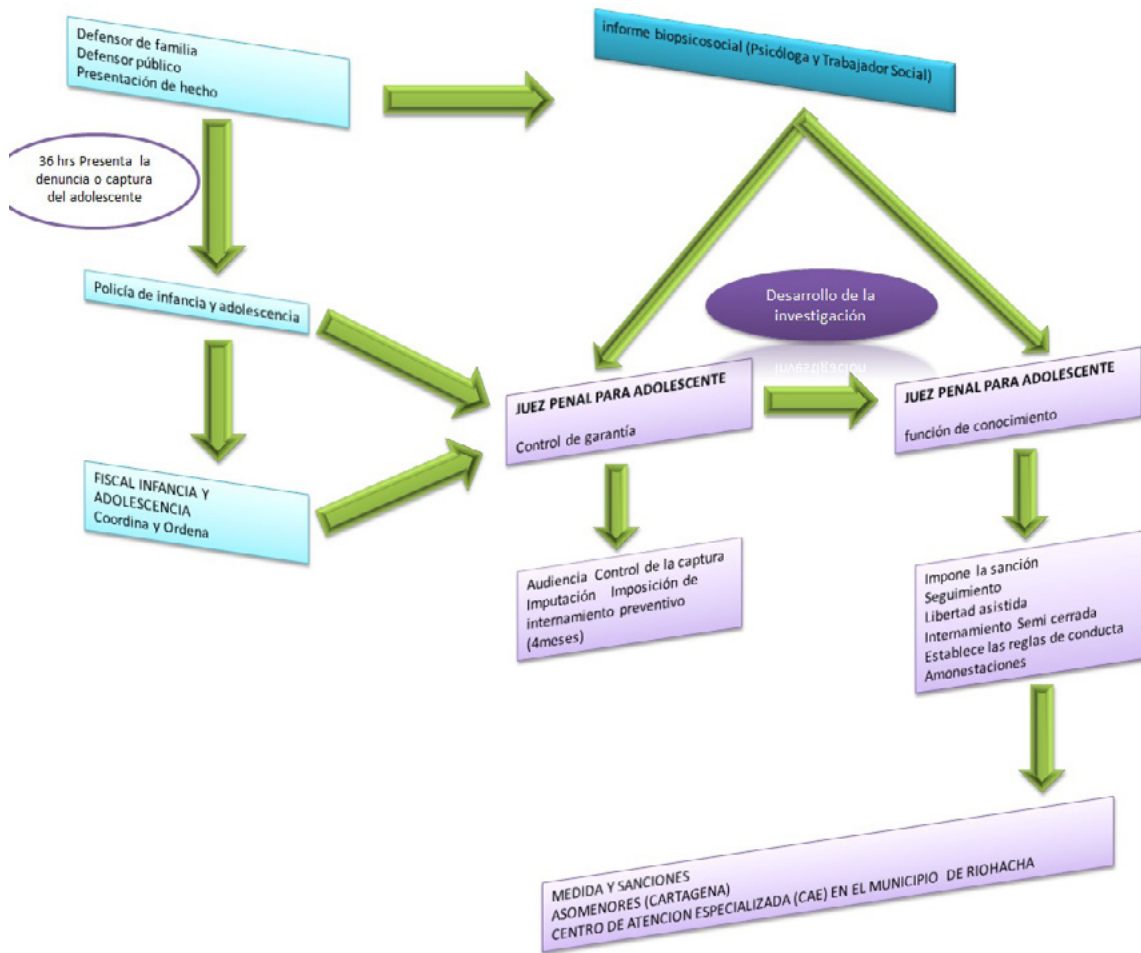 Defensor de familia
Defensor público
Presentación de hecho
informe biopsicosocial (Psicóloga y Trabajador Social)
36 hrs Presenta la
denuncia o captura
del adolescente
Policía de infancia y adolescencia
Desarrollo de la
investigación
JUEZ PENAL PARA ADOLESCENTE
Control de garantía
JUEZ PENAL PARA ADOLESCENTE
función de conocimiento
FISCAL INFANCIA Y
ADOLESCENCIA
Coordina y Ordena
Audiencia Control de la captura
Imputación Imposición de
internamiento preventivo
(4meses)
Impone la sanción
Seguimiento
Libertad asistida
Internamiento Semi cerrada
Establece las reglas de conducta
Amonestaciones
MEDIDA Y SANCIONES
ASOMENORES (CARTAGENA)
CENTRO DE ATENCION ESPECIALIZADA (CAE) EN EL MUNICIPIO DE RIOHACHA